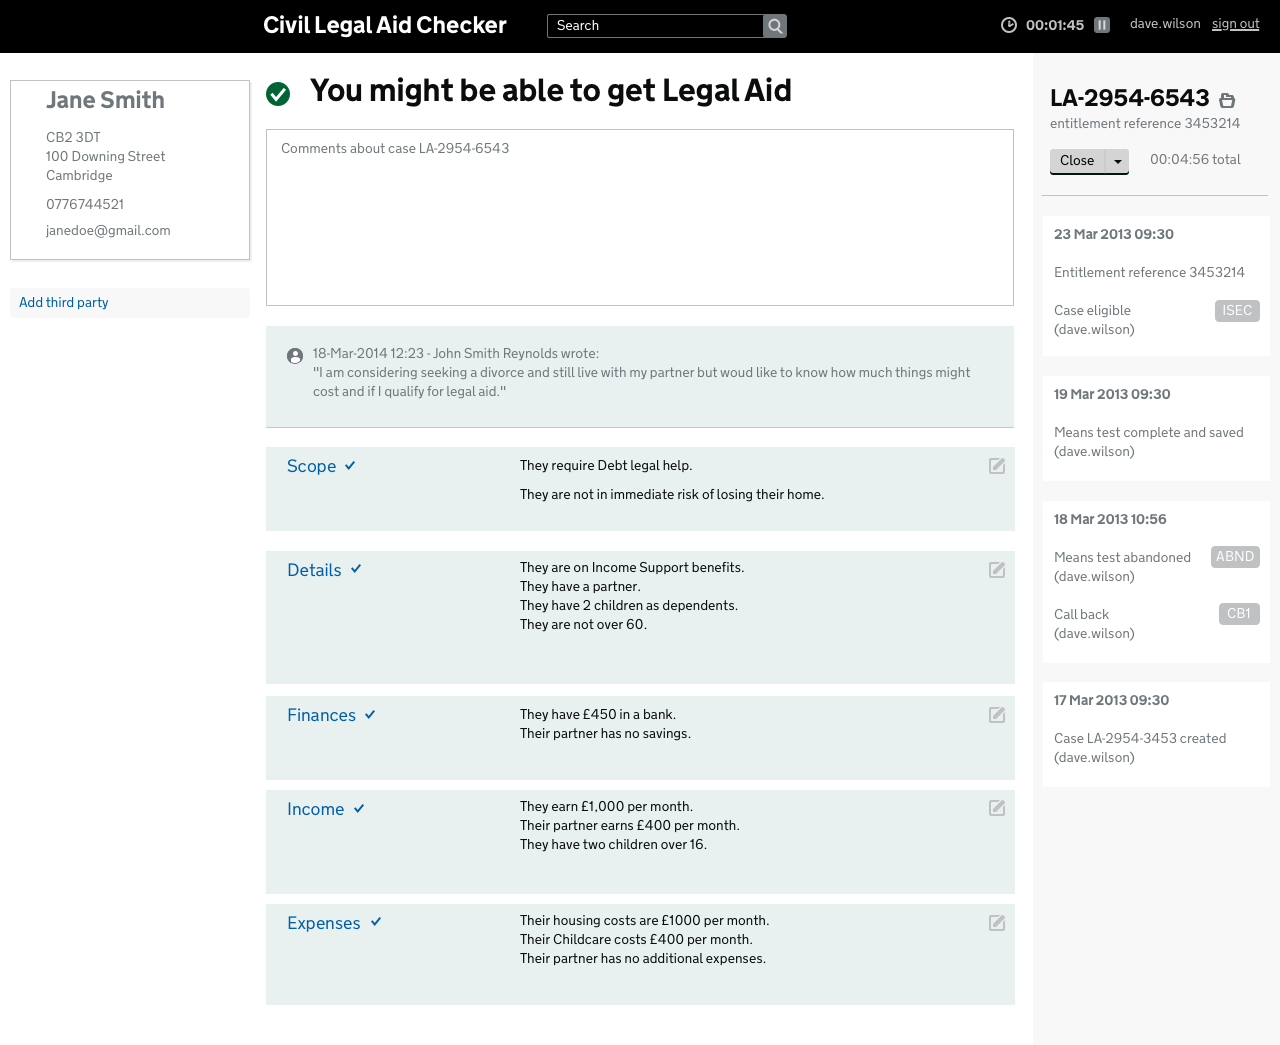 Civil Legal Aid Checker
Search
00:01:45
dave.wilson sign out
Jane Smith
CB2 3DT
100 Downing Street
Cambridge
0776744521
janedoe@gmail.com
Add third party
You might be able to get Legal Aid
Comments about case LA-2954-6543
18-Mar-2014 12:23 - John Smith Reynolds wrote:
"I am considering seeking a divorce and still live with my partner but woud like to know how much things might
cost and if I qualify for legal aid."
Scope
They require Debt legal help.
They are not in immediate risk of losing their home.
Details
They are on Income Support benefits.
They have a partner.
They have 2 children as dependents.
They are not over 60.
Finances
They have £450 in a bank.
Their partner has no savings.
Income
They earn £1,000 per month.
Their partner earns £400 per month.
They have two children over 16.
Expenses
Their housing costs are £1000 per month.
Their Childcare costs £400 per month.
Their partner has no additional expenses.
LA-2954-6543
entitlement reference 3453214
Close
00:04:56 total
23 Mar 2013 09:30
Entitlement reference 3453214
Case eligible ISEC
(dave.wilson)
19 Mar 2013 09:30
Means test complete and saved
(dave.wilson)
18 Mar 2013 10:56
Means test abandoned ABND
(dave.wilson)
Call back CB1
(dave.wilson)
17 Mar 2013 09:30
Case LA-2954-3453 created
(dave.wilson)